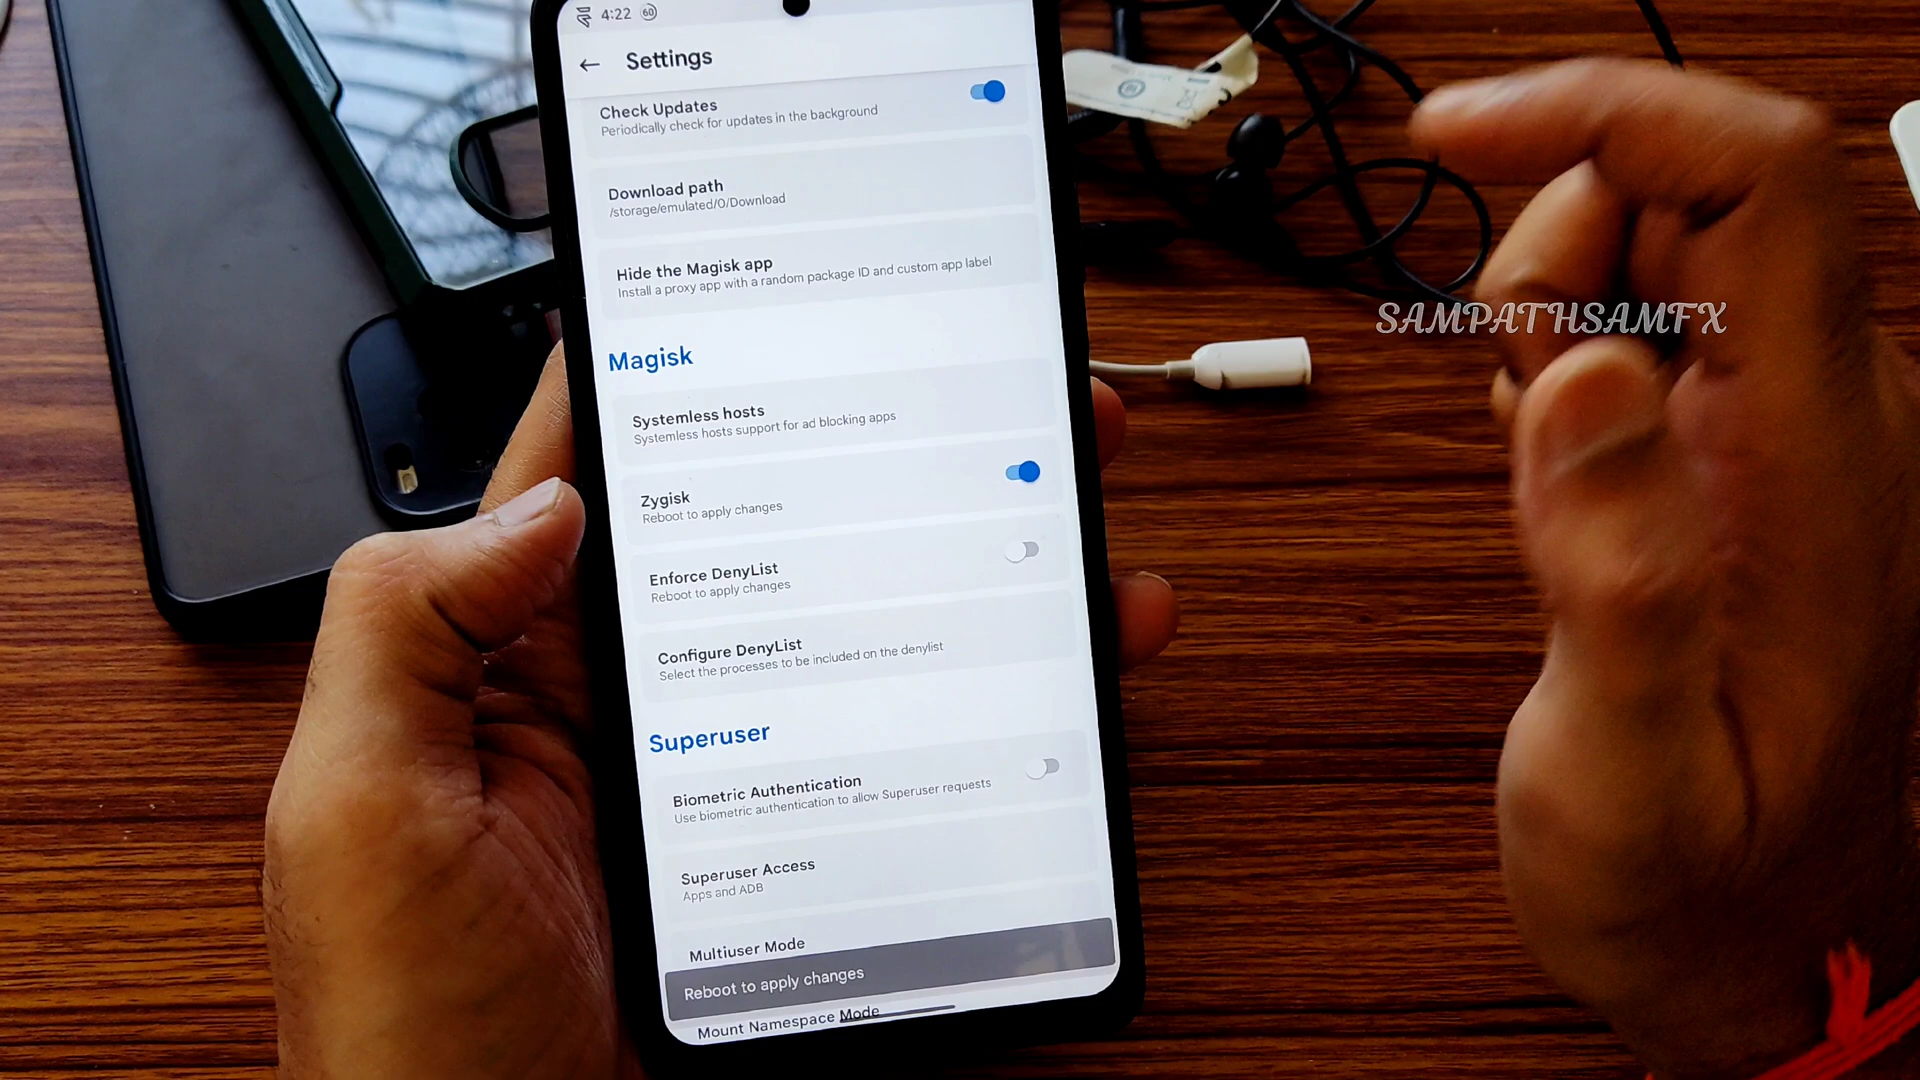 4:22 60
Settings
Check Updates
Periodically check for updates in the background
Download path
/storage/emulated/0/Download
Hide the Magisk app
Install a proxy app with a random package ID and custom app label
SAMPATHSAMFX
Magisk
Systemless hosts
Systemless hosts support for ad blocking apps
Zygisk
Reboot to apply changes
Enforce DenyList
Reboot to apply changes
Configure DenyList
Select the processes to be included on the denylist
Superuser
Biometric Authentication
Use biometric authentication to allow Superuser requests
Superuser Access
Apps and ADB
Multiuser Mode
Reboot to apply changes
Mount Namespace Mode